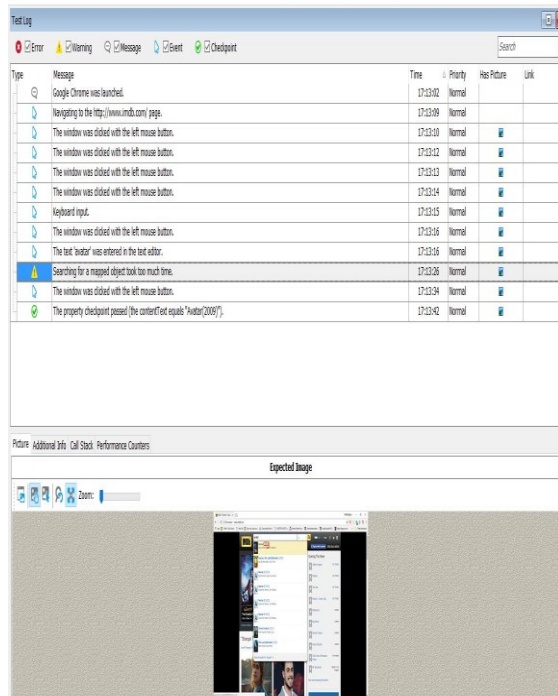 Test Log
Error Warning Message Event Checkpoint Search
Type Message Time Priority Has Picture Link
Google Chrome was launched. 17:13:02 Normal
Navigating to the http://www.imdb.com/ page. 17:13:09 Normal
The window was clicked with the left mouse button. 17:13:10 Normal
The window was clicked with the left mouse button. 17:13:12 Normal
The window was clicked with the left mouse button. 17:13:13 Normal
The window was clicked with the left mouse button. 17:13:14 Normal
Keyboard input. 17:13:15 Normal
The window was clicked with the left mouse button. 17:13:16 Normal
The text 'avatar' was entered in the text editor. 17:13:16 Normal
Searching for a mapped object took too much time. 17:13:26 Normal
The window was clicked with the left mouse button. 17:13:34 Normal
The property checkpoint passed (the contentText equals "Avatar(2009)"). 17:13:42 Normal
Picture Additional Info Call Stack Performance Counters
Expected Image
Zoom: